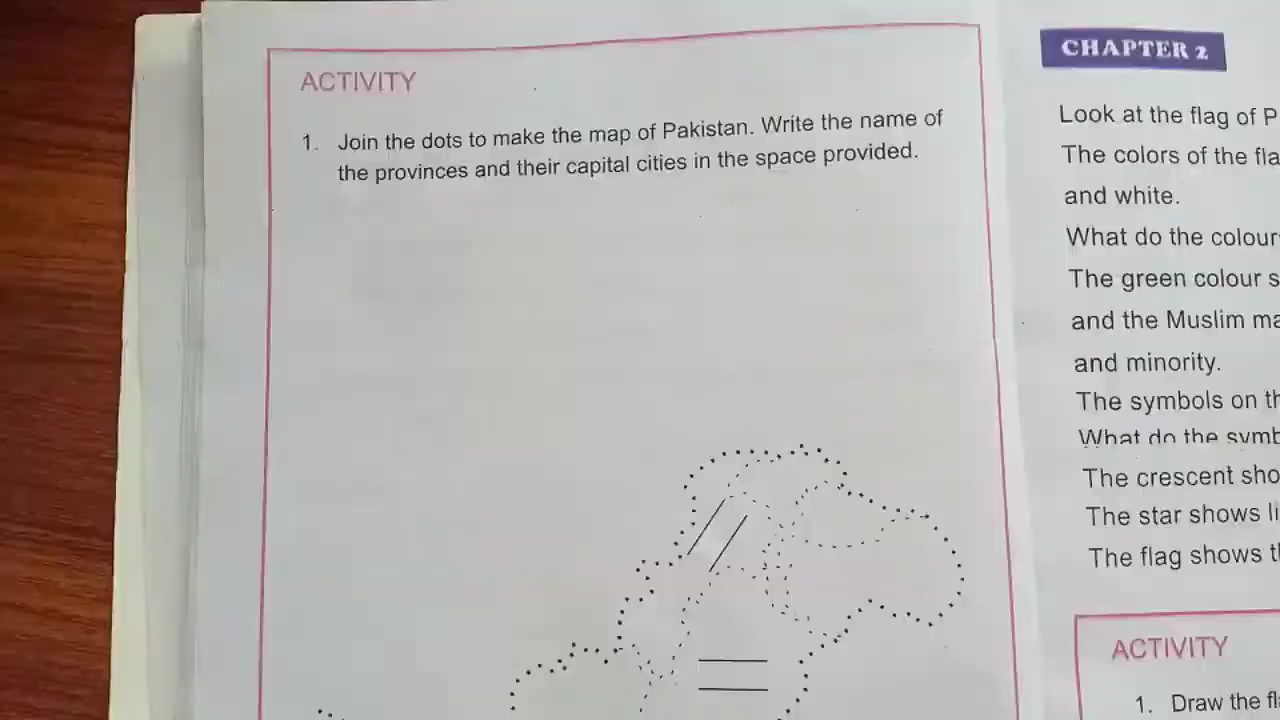 ACTIVITY
1. Join the dots to make the map of Pakistan. Write the name of
the provinces and their capital cities in the space provided.
CHAPTER 2
Look at the flag of P
The colors of the fla
and white.
What do the colour
The green colour s
and the Muslim ma
and minority.
The symbols on th
What do the symb
The crescent sho
The star shows li
The flag shows th
ACTIVITY
1. Draw the fl